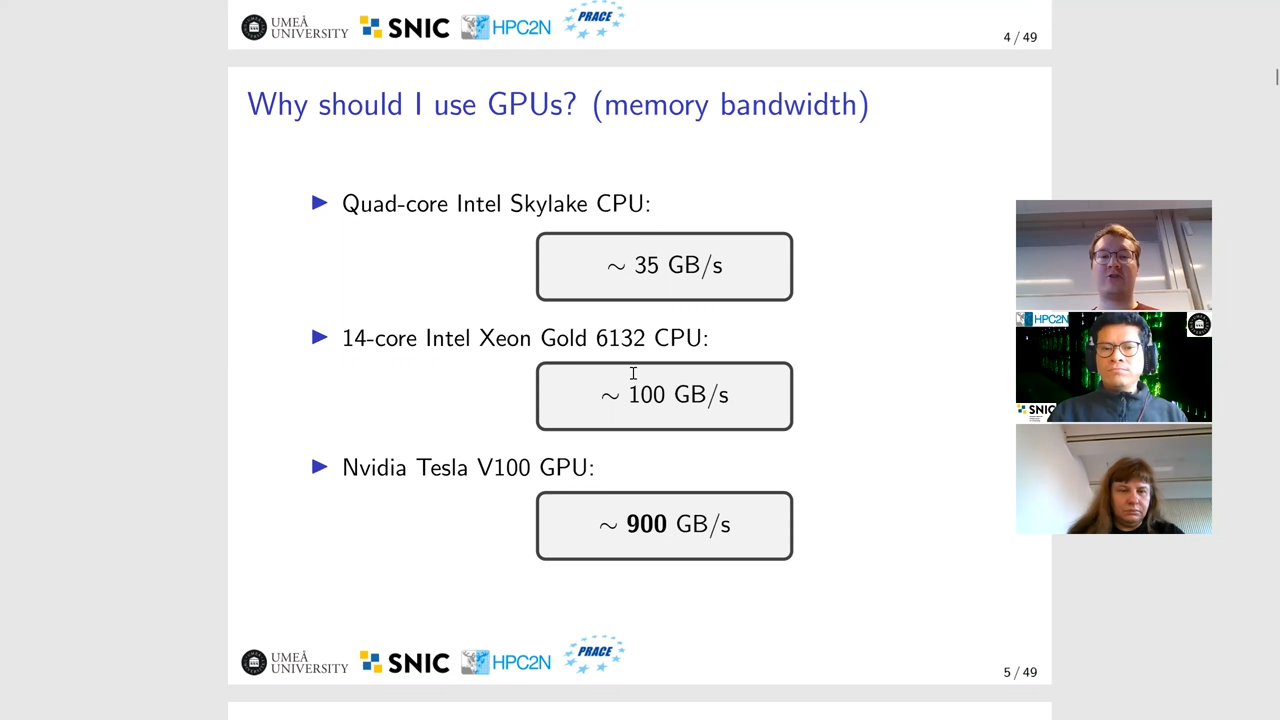 UMEÅ
UNIVERSITY
SNIC
HPC2N
PRACE
4 / 49
Why should I use GPUs? (memory bandwidth)
Quad-core Intel Skylake CPU:
∼ 35 GB/s
14-core Intel Xeon Gold 6132 CPU:
∼ 100 GB/s
Nvidia Tesla V100 GPU:
∼ 900 GB/s
HPC2N
SNIC
UMEÅ
UNIVERSITY
SNIC
HPC2N
PRACE
5 / 49